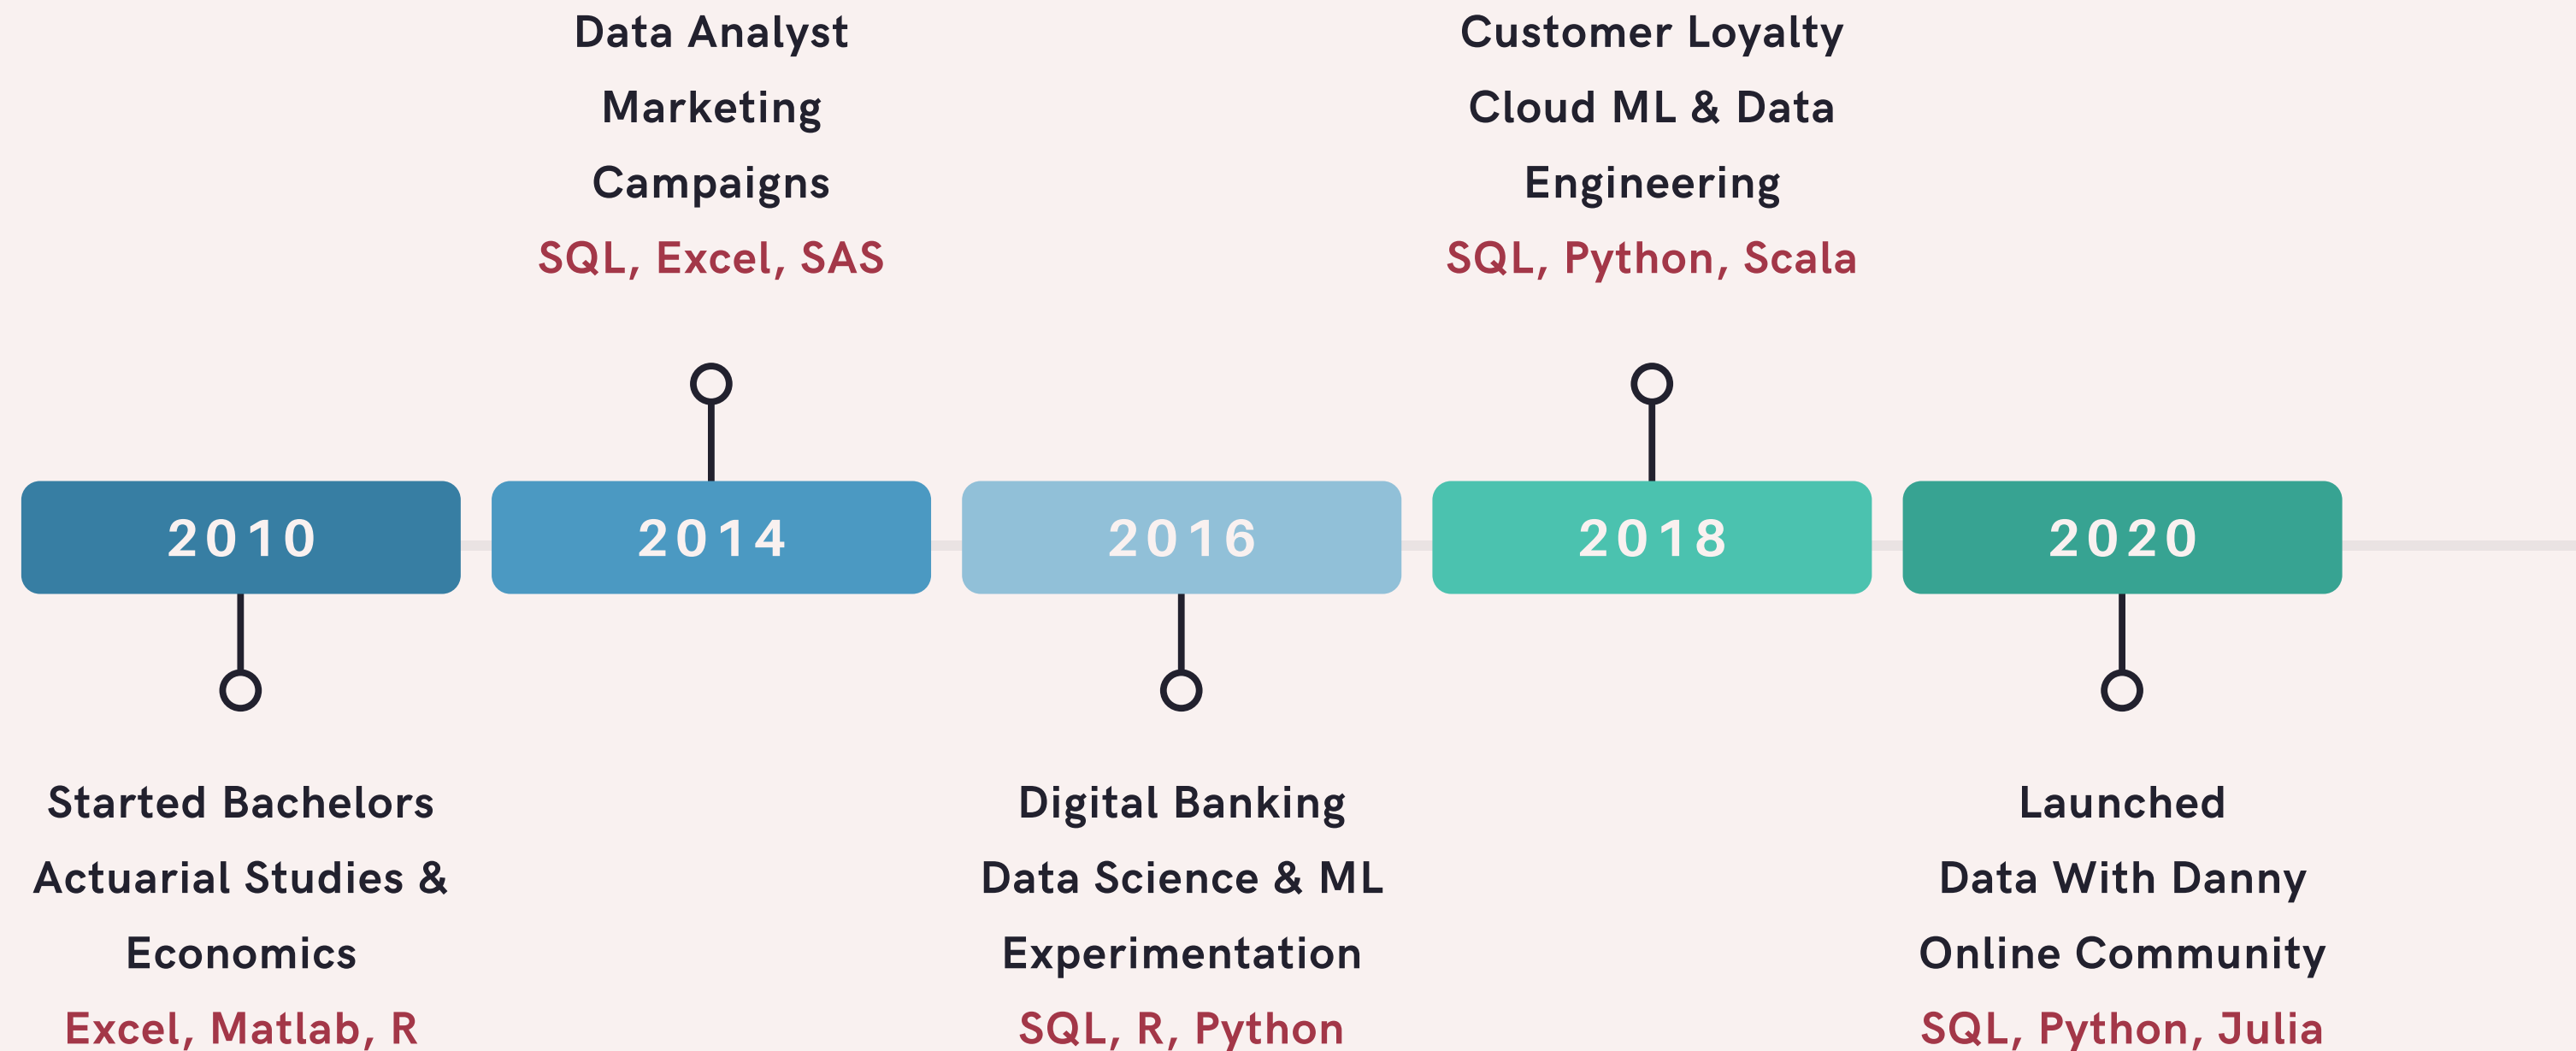 Data Analyst
Marketing
Campaigns
SQL, Excel, SAS
Customer Loyalty
Cloud ML & Data
Engineering
SQL, Python, Scala
2010
2014
2016
2018
2020
Started Bachelors
Actuarial Studies &
Economics
Excel, Matlab, R
Digital Banking
Data Science & ML
Experimentation
SQL, R, Python
Launched
Data With Danny
Online Community
SQL, Python, Julia